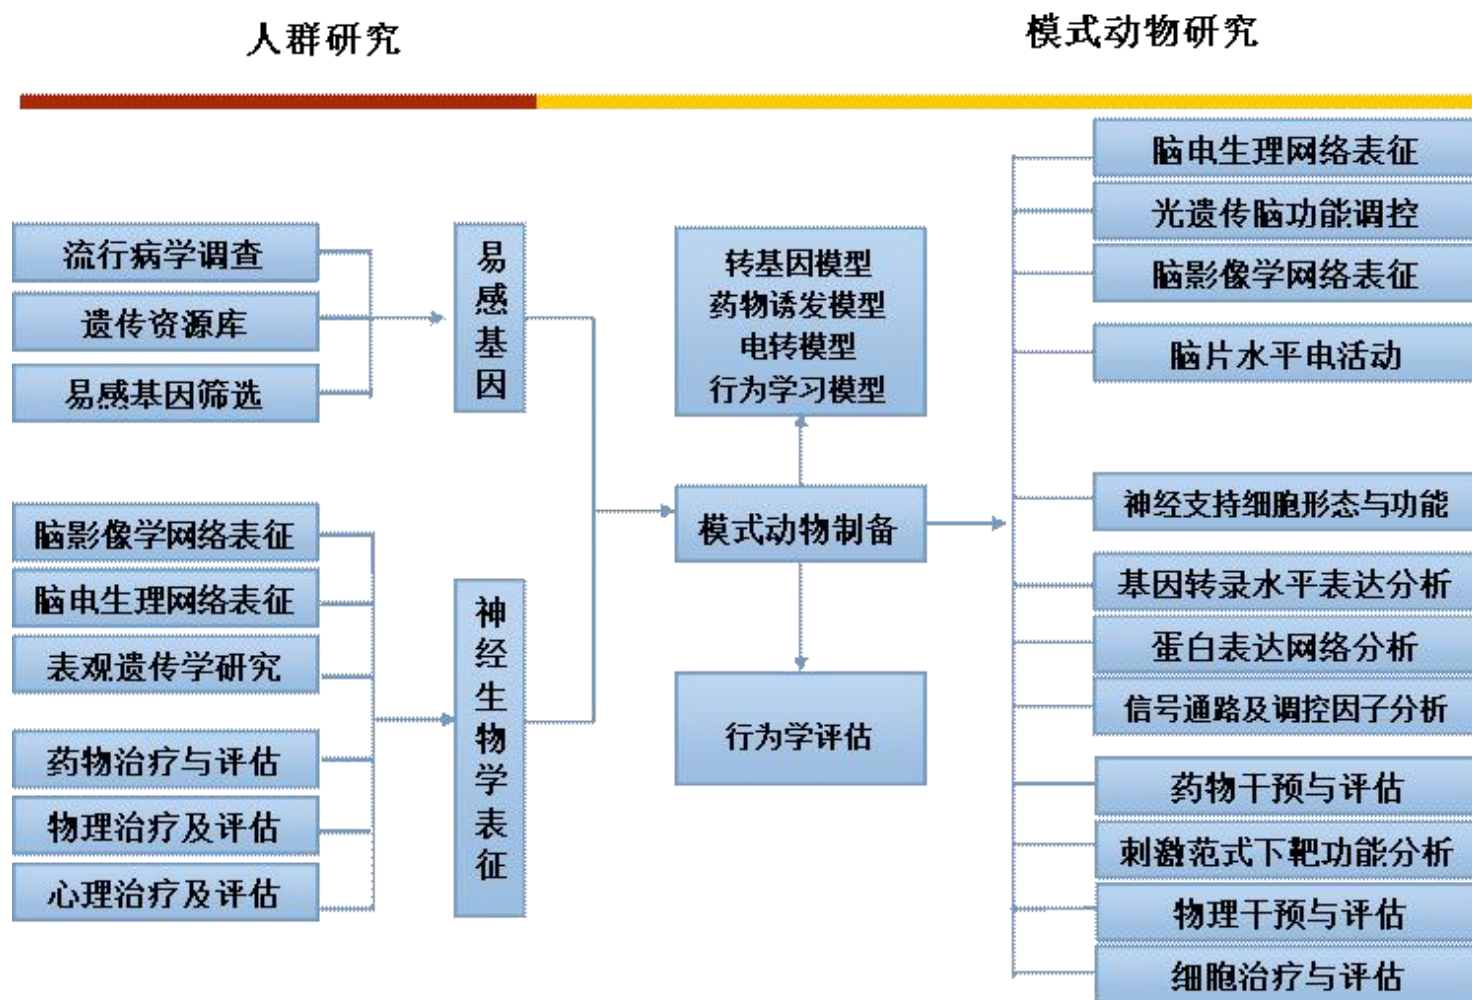 人群研究
模式动物研究
流行病学调查
遗传资源库
易感基因筛选
易感基因
脑影像学网络表征
脑电生理网络表征
表观遗传学研究
药物治疗与评估
物理治疗及评估
心理治疗及评估
神经生物学表征
转基因模型
药物诱发模型
电转模型
行为学习模型
模式动物制备
行为学评估
脑电生理网络表征
光遗传脑功能调控
脑影像学网络表征
脑片水平电活动
神经支持细胞形态与功能
基因转录水平表达分析
蛋白表达网络分析
信号通路及调控因子分析
药物干预与评估
刺激范式下靶功能分析
物理干预与评估
细胞治疗与评估